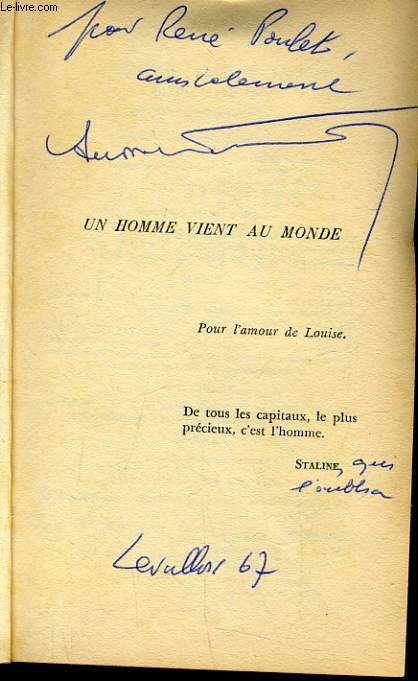 Le-livre.com
pour René Poulet,
amicalement
UN HOMME VIENT AU MONDE
Pour l'amour de Louise.
De tous les capitaux, le plus
précieux, c'est l'homme.
STALINE, qui
l'oublia
Levallois 67